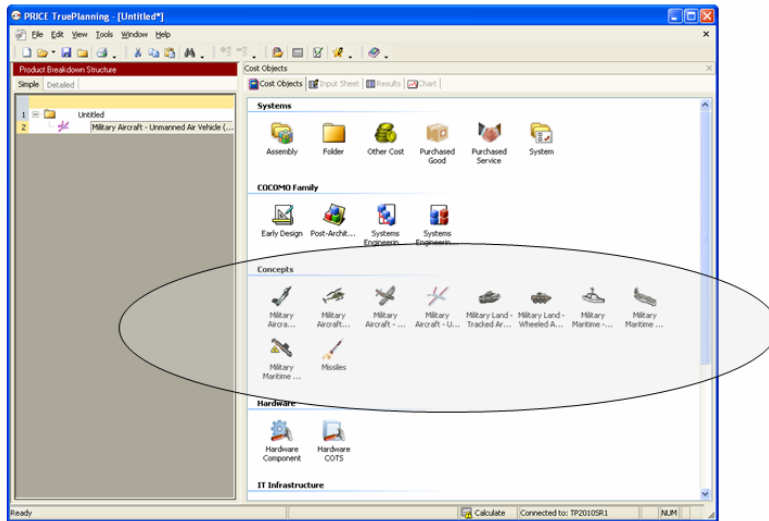 PRICE TruePlanning - [Untitled*]
File Edit View Tools Window Help
Product Breakdown Structure
Simple Detailed
1 Untitled
2 Military Aircraft - Unmanned Air Vehicle (...
Cost Objects
Cost Objects Input Sheet Results Chart
Systems
Assembly Folder Other Cost Purchased Good Purchased Service System
COCOMO Family
Early Design Post-Archit... Systems Engineerin... Systems Engineerin...
Concepts
Military Aircra... Military Aircraft... Military Aircraft - ... Military Aircraft - U... Military Land - Tracked Ar... Military Land - Wheeled A... Military Maritime -... Military Maritime ...
Military Maritime ... Missiles
Hardware
Hardware Component Hardware COTS
IT Infrastructure
Ready Calculate Connected to: TP2010SR1 NUM